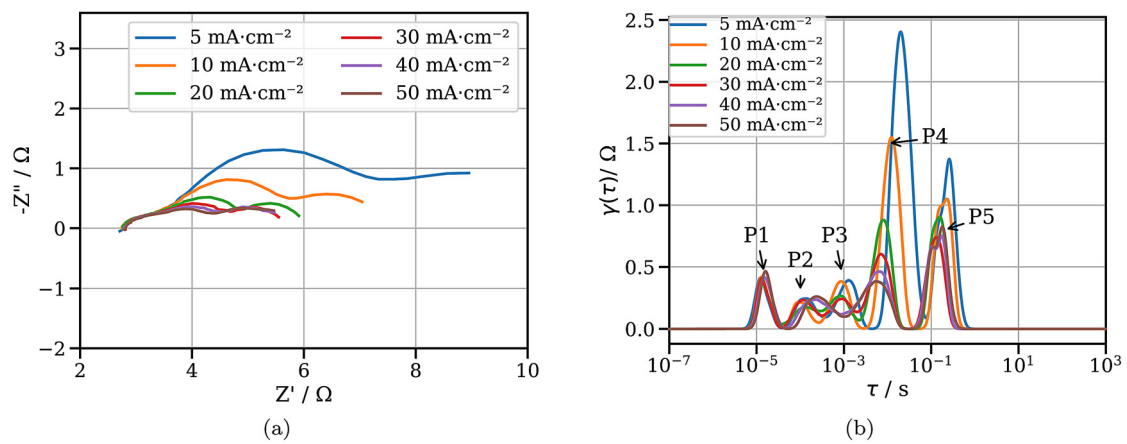 5 mA·cm⁻²
10 mA·cm⁻²
20 mA·cm⁻²
30 mA·cm⁻²
40 mA·cm⁻²
50 mA·cm⁻²
3
2
1
0
−1
−2
-Z" / Ω
2
4
6
8
10
Z' / Ω
(a)
5 mA·cm⁻²
10 mA·cm⁻²
20 mA·cm⁻²
30 mA·cm⁻²
40 mA·cm⁻²
50 mA·cm⁻²
2.5
2.0
1.5
1.0
0.5
0.0
γ(τ)/ Ω
P1
P2
P3
P4
P5
10⁻⁷
10⁻⁵
10⁻³
10⁻¹
10¹
10³
τ / s
(b)